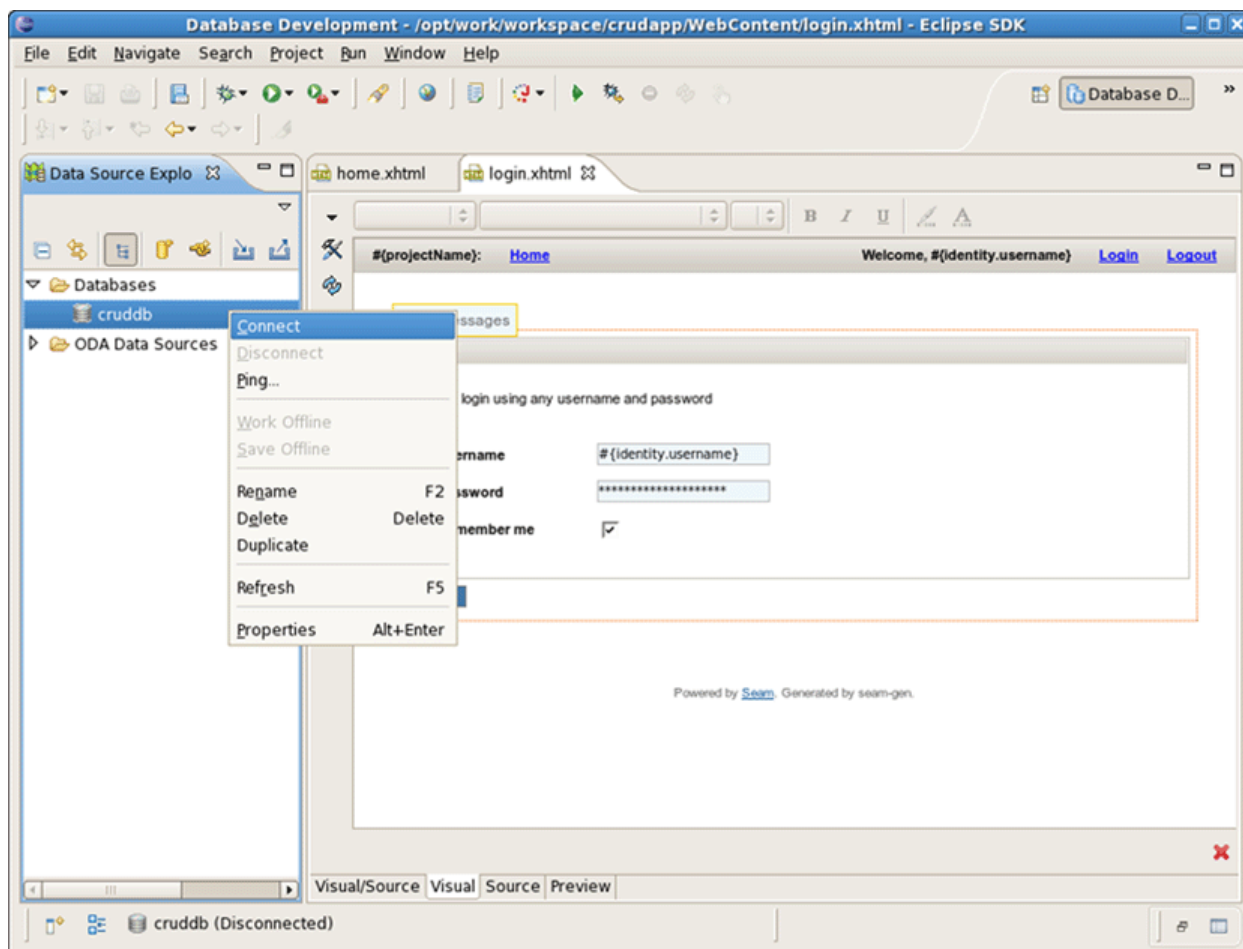 Database Development - /opt/work/workspace/crudapp/WebContent/login.xhtml - Eclipse SDK
File Edit Navigate Search Project Run Window Help
Database D...
Data Source Explo
home.xhtml login.xhtml
B I U A
#{projectName}: Home Welcome, #{identity.username} Login Logout
Databases
cruddb
ODA Data Sources
Connect
Disconnect
Ping...
Work Offline
Save Offline
Rename F2
Delete Delete
Duplicate
Refresh F5
Properties Alt+Enter
ssages
login using any username and password
ername #{identity.username}
ssword ********************
member me
Powered by Seam. Generated by seam-gen.
Visual/Source Visual Source Preview
cruddb (Disconnected)